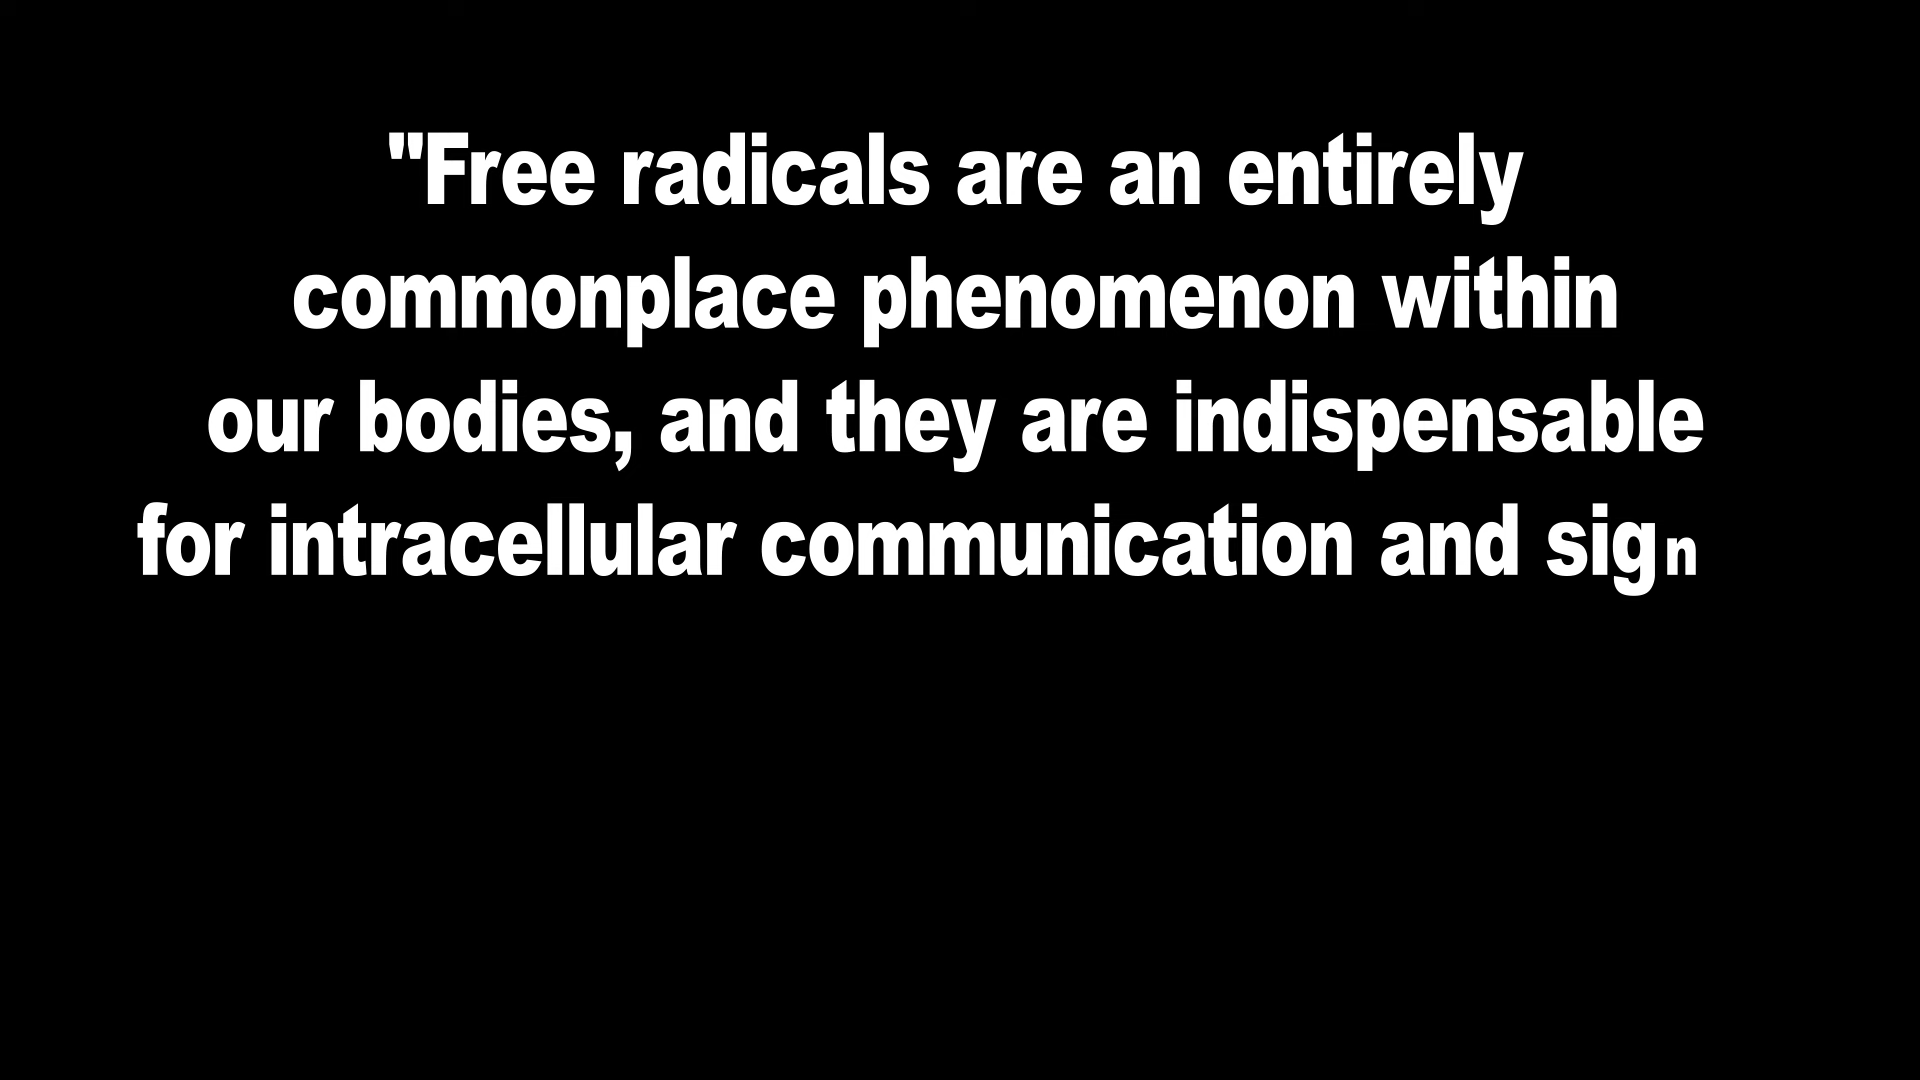 "Free radicals are an entirely
commonplace phenomenon within
our bodies, and they are indispensable
for intracellular communication and sign